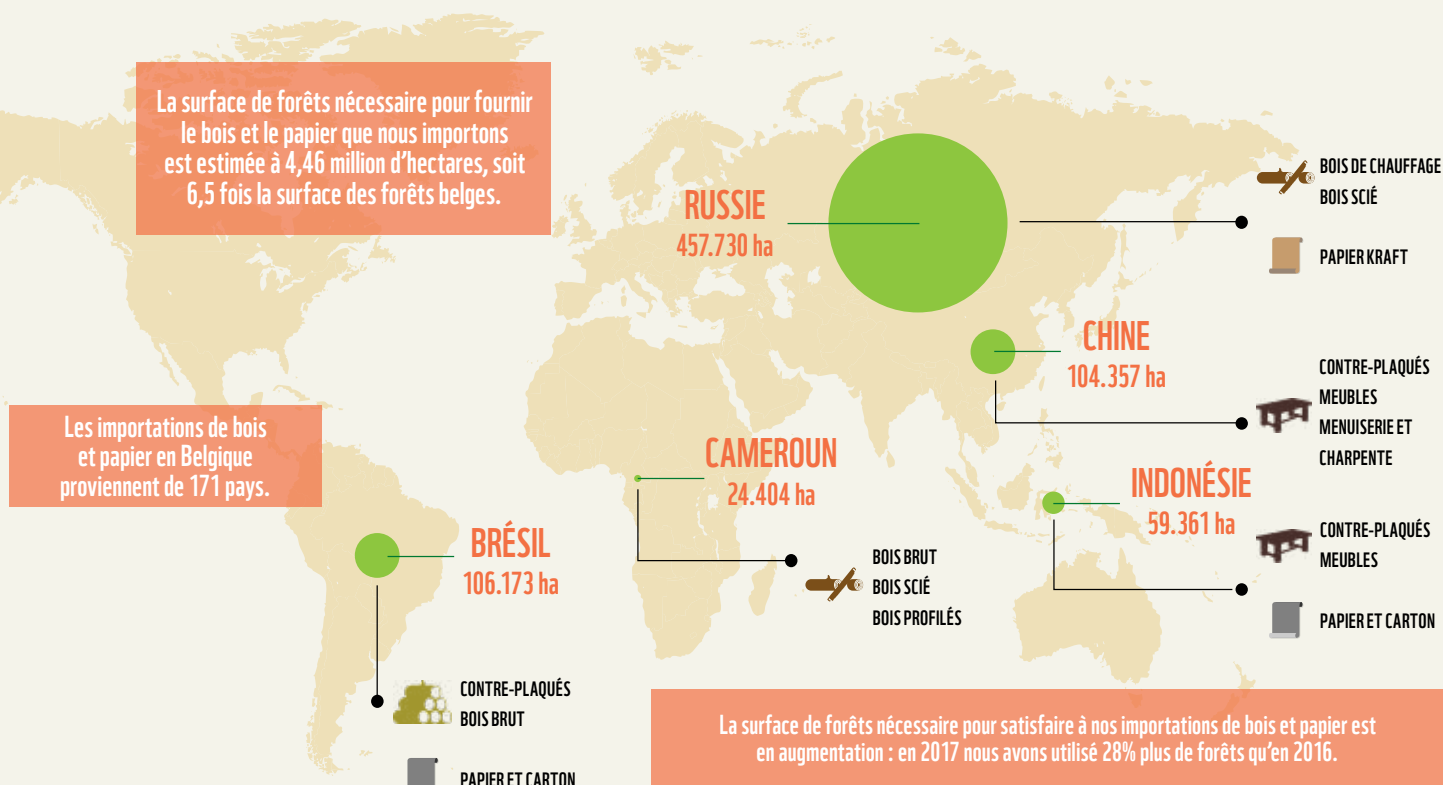 La surface de forêts nécessaire pour fournir
le bois et le papier que nous importons
est estimée à 4,46 million d'hectares, soit
6,5 fois la surface des forêts belges.
RUSSIE
457.730 ha
BOIS DE CHAUFFAGE
BOIS SCIÉ
PAPIER KRAFT
CHINE
104.357 ha
CONTRE-PLAQUÉS
MEUBLES
MENUISERIE ET
CHARPENTE
Les importations de bois
et papier en Belgique
proviennent de 171 pays.
CAMEROUN
24.404 ha
BOIS BRUT
BOIS SCIÉ
BOIS PROFILÉS
INDONÉSIE
59.361 ha
CONTRE-PLAQUÉS
MEUBLES
PAPIER ET CARTON
BRÉSIL
106.173 ha
CONTRE-PLAQUÉS
BOIS BRUT
PAPIER ET CARTON
La surface de forêts nécessaire pour satisfaire à nos importations de bois et papier est
en augmentation : en 2017 nous avons utilisé 28% plus de forêts qu'en 2016.